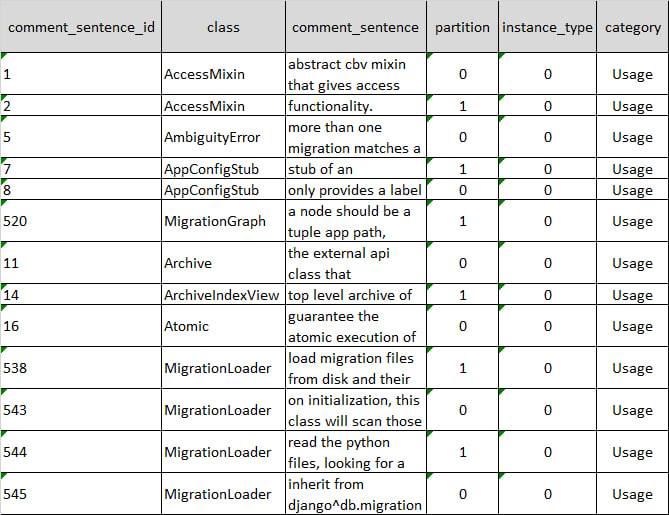 comment_sentence_id class comment_sentence partition instance_type category
1 AccessMixin abstract cbv mixin that gives access 0 0 Usage
2 AccessMixin functionality. 1 0 Usage
5 AmbiguityError more than one migration matches a 0 0 Usage
7 AppConfigStub stub of an 1 0 Usage
8 AppConfigStub only provides a label 0 0 Usage
520 MigrationGraph a node should be a tuple app path, 1 0 Usage
11 Archive the external api class that 0 0 Usage
14 ArchiveIndexView top level archive of 1 0 Usage
16 Atomic guarantee the atomic execution of 0 0 Usage
538 MigrationLoader load migration files from disk and their 1 0 Usage
543 MigrationLoader on initialization, this class will scan those 0 0 Usage
544 MigrationLoader read the python files, looking for a 1 0 Usage
545 MigrationLoader inherit from django^db.migration 0 0 Usage